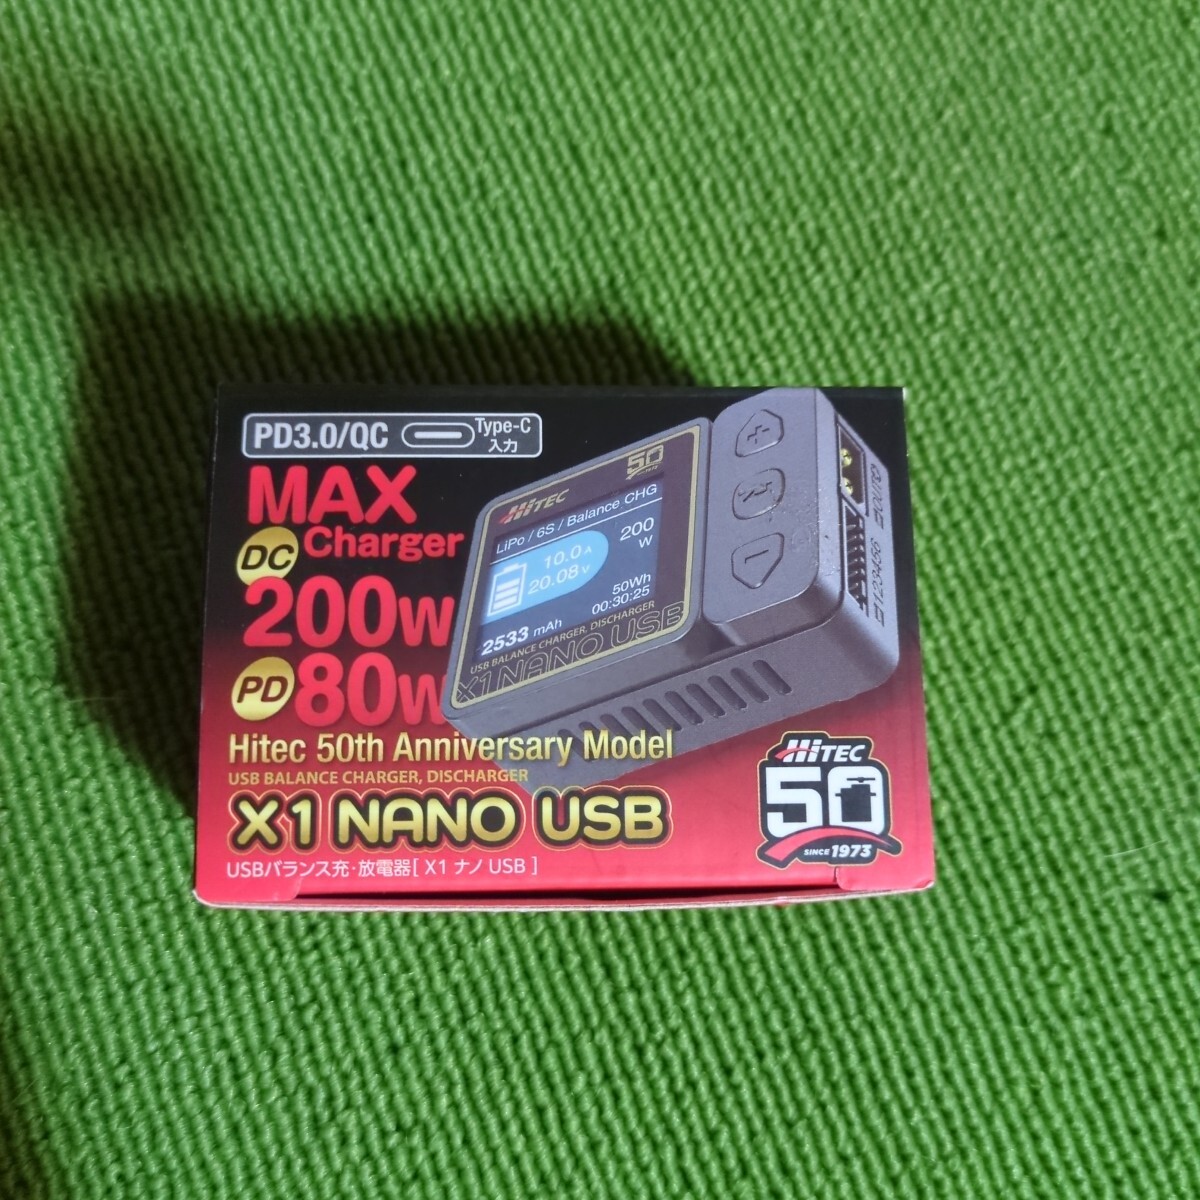 PD3.0/QC Type-C
入力
MAX
Charger
DC
200W
PD
80W
HiTEC
50
LiPo / 6S / Balance CHG
10.0A
20.08V
200
W
50Wh
00:30:25
2533 mAh
USB BALANCE CHARGER, DISCHARGER
X1 NANO USB
123456
Hitec 50th Anniversary Model
USB BALANCE CHARGER, DISCHARGER
X1 NANO USB
USBバランス充・放電器[ X1 ナノ USB ]
HiTEC
50
SINCE 1973